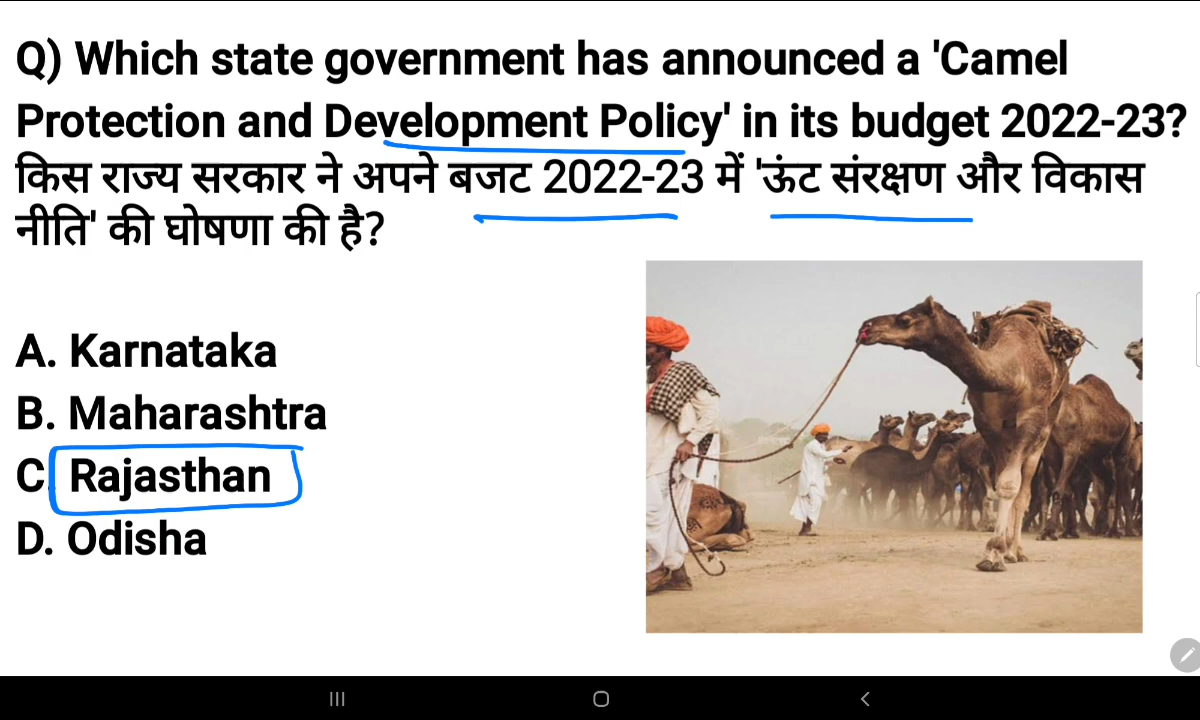 Q) Which state government has announced a 'Camel
Protection and Development Policy' in its budget 2022-23?
किस राज्य सरकार ने अपने बजट 2022-23 में 'ऊंट संरक्षण और विकास
नीति' की घोषणा की है?
A. Karnataka
B. Maharashtra
C. Rajasthan
D. Odisha